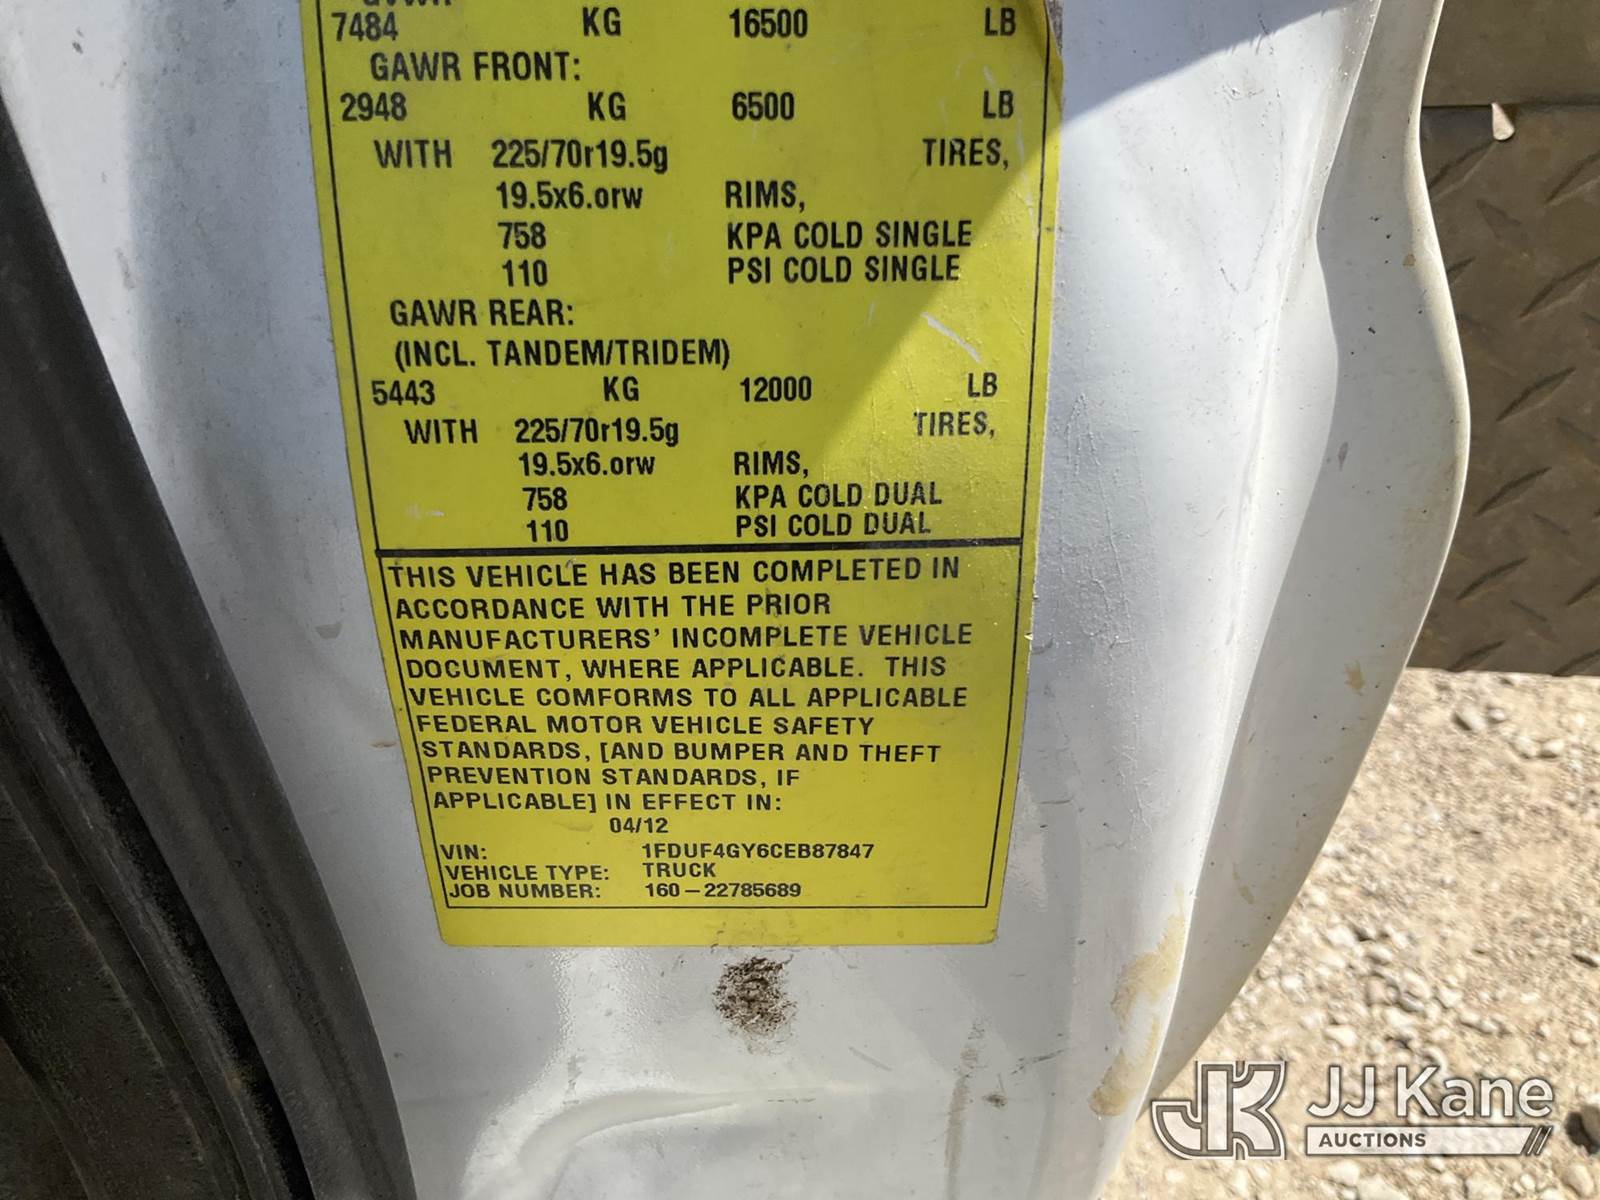 GVWR
7484 KG 16500 LB
GAWR FRONT:
2948 KG 6500 LB
WITH 225/70r19.5g TIRES,
19.5x6.orw RIMS,
758 KPA COLD SINGLE
110 PSI COLD SINGLE
GAWR REAR:
(INCL. TANDEM/TRIDEM)
5443 KG 12000 LB
WITH 225/70r19.5g TIRES,
19.5x6.orw RIMS,
758 KPA COLD DUAL
110 PSI COLD DUAL
THIS VEHICLE HAS BEEN COMPLETED IN
ACCORDANCE WITH THE PRIOR
MANUFACTURERS' INCOMPLETE VEHICLE
DOCUMENT, WHERE APPLICABLE. THIS
VEHICLE COMFORMS TO ALL APPLICABLE
FEDERAL MOTOR VEHICLE SAFETY
STANDARDS, [AND BUMPER AND THEFT
PREVENTION STANDARDS, IF
APPLICABLE] IN EFFECT IN:
04/12
VIN: 1FDUF4GY6CEB87847
VEHICLE TYPE: TRUCK
JOB NUMBER: 160-22785689
JK JJ Kane
AUCTIONS